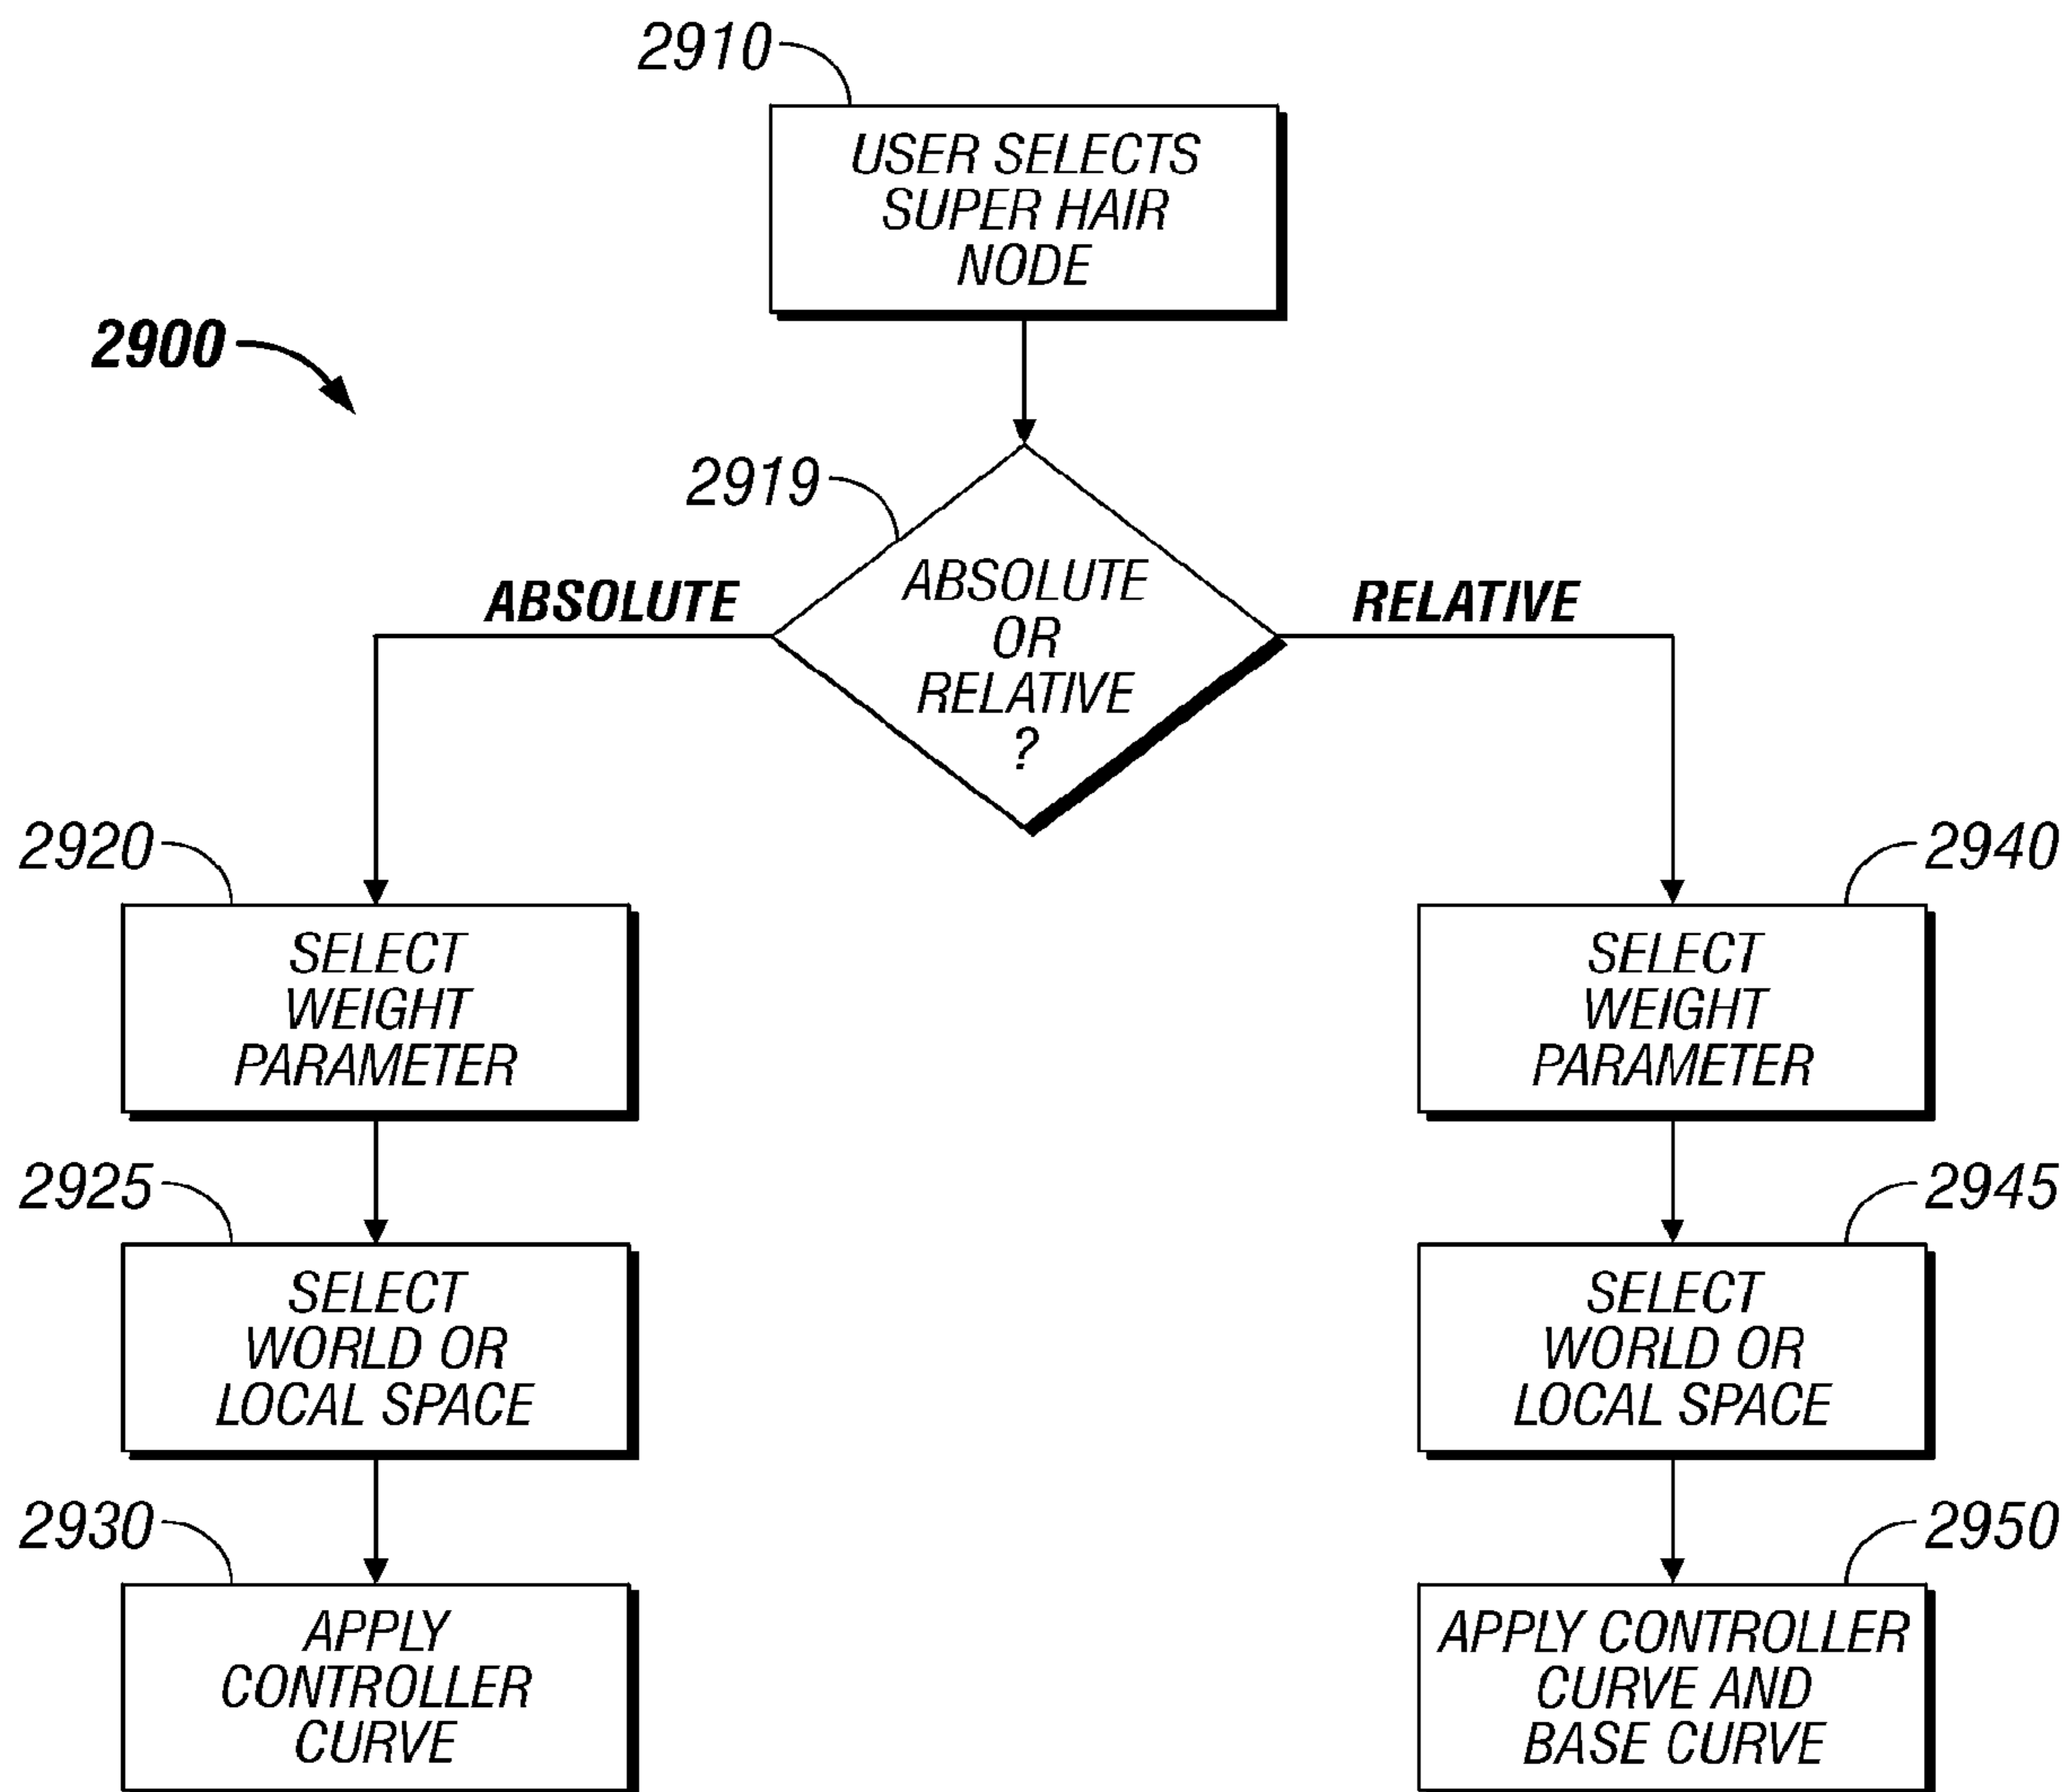 2910
USER SELECTS
SUPER HAIR
NODE
2900
2919
ABSOLUTE
OR
RELATIVE
?
ABSOLUTE
RELATIVE
2920
SELECT
WEIGHT
PARAMETER
2940
SELECT
WEIGHT
PARAMETER
2925
SELECT
WORLD OR
LOCAL SPACE
2945
SELECT
WORLD OR
LOCAL SPACE
2930
APPLY
CONTROLLER
CURVE
2950
APPLY CONTROLLER
CURVE AND
BASE CURVE